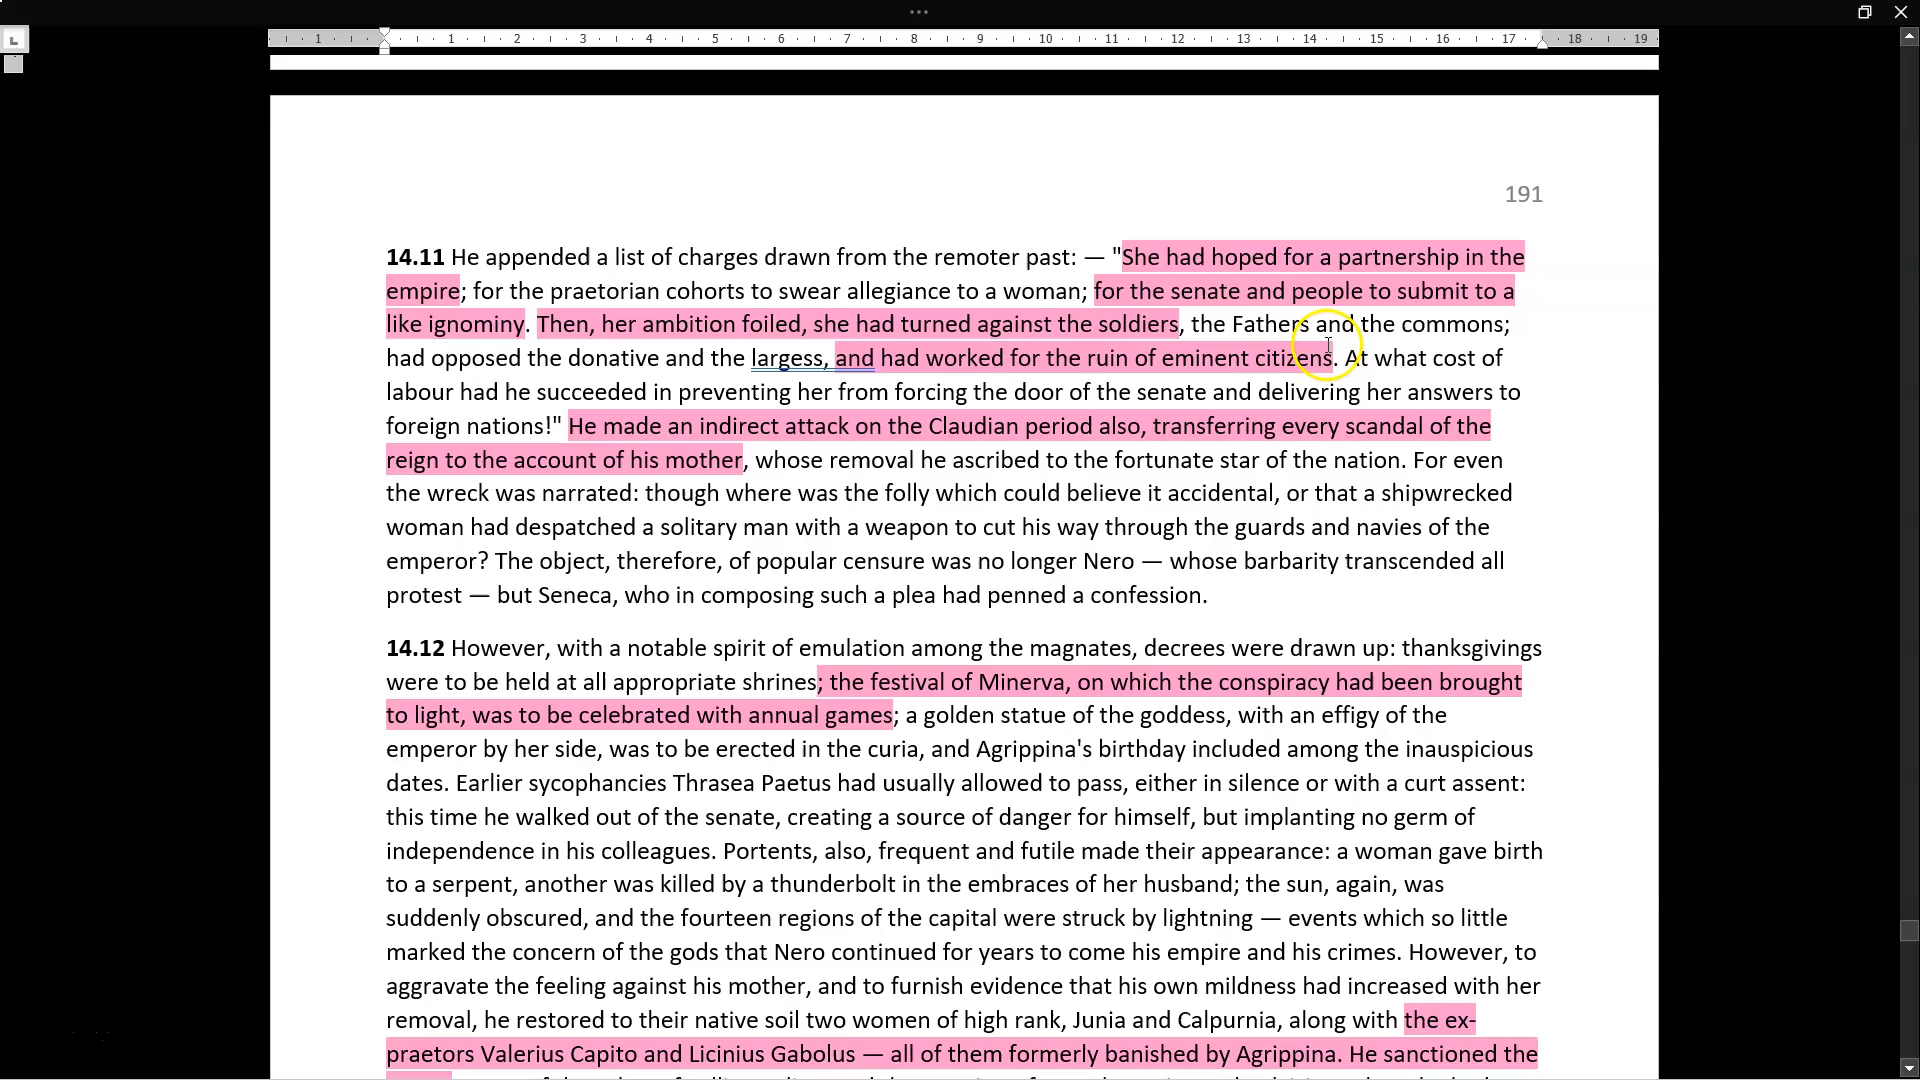 1 1 2 3 4 5 6 7 8 9 10 11 12 13 14 15 16 17 18 19
191
14.11 He appended a list of charges drawn from the remoter past: — "She had hoped for a partnership in the
empire; for the praetorian cohorts to swear allegiance to a woman; for the senate and people to submit to a
like ignominy. Then, her ambition foiled, she had turned against the soldiers, the Fathers and the commons;
had opposed the donative and the largess, and had worked for the ruin of eminent citizens. At what cost of
labour had he succeeded in preventing her from forcing the door of the senate and delivering her answers to
foreign nations!" He made an indirect attack on the Claudian period also, transferring every scandal of the
reign to the account of his mother, whose removal he ascribed to the fortunate star of the nation. For even
the wreck was narrated: though where was the folly which could believe it accidental, or that a shipwrecked
woman had despatched a solitary man with a weapon to cut his way through the guards and navies of the
emperor? The object, therefore, of popular censure was no longer Nero — whose barbarity transcended all
protest — but Seneca, who in composing such a plea had penned a confession.
14.12 However, with a notable spirit of emulation among the magnates, decrees were drawn up: thanksgivings
were to be held at all appropriate shrines; the festival of Minerva, on which the conspiracy had been brought
to light, was to be celebrated with annual games; a golden statue of the goddess, with an effigy of the
emperor by her side, was to be erected in the curia, and Agrippina's birthday included among the inauspicious
dates. Earlier sycophancies Thrasea Paetus had usually allowed to pass, either in silence or with a curt assent:
this time he walked out of the senate, creating a source of danger for himself, but implanting no germ of
independence in his colleagues. Portents, also, frequent and futile made their appearance: a woman gave birth
to a serpent, another was killed by a thunderbolt in the embraces of her husband; the sun, again, was
suddenly obscured, and the fourteen regions of the capital were struck by lightning — events which so little
marked the concern of the gods that Nero continued for years to come his empire and his crimes. However, to
aggravate the feeling against his mother, and to furnish evidence that his own mildness had increased with her
removal, he restored to their native soil two women of high rank, Junia and Calpurnia, along with the ex-
praetors Valerius Capito and Licinius Gabolus — all of them formerly banished by Agrippina. He sanctioned the